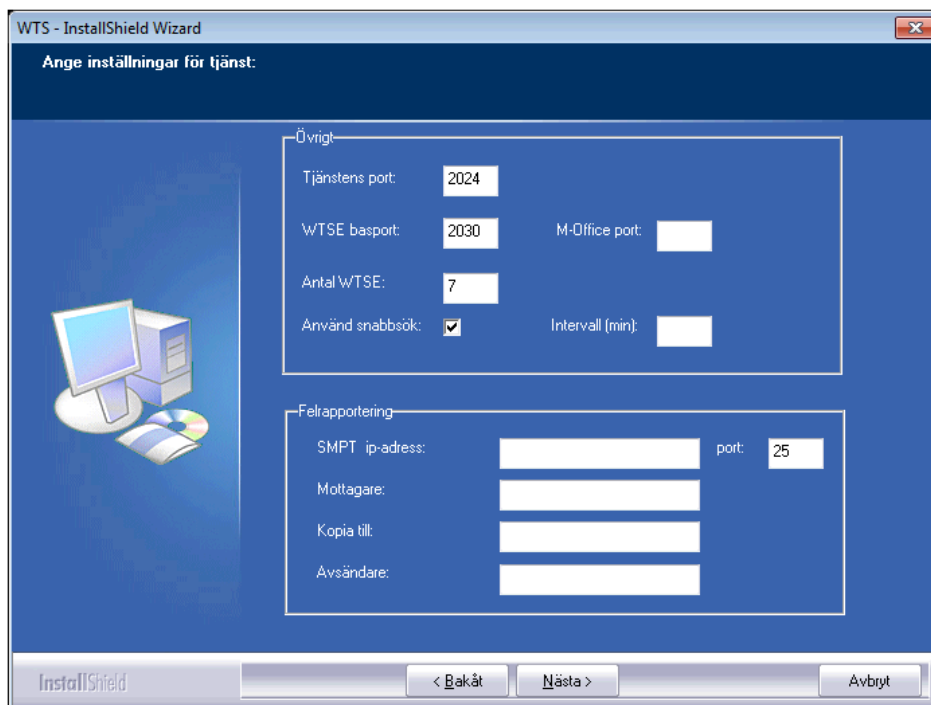 WTS - InstallShield Wizard
Ange inställningar för tjänst:
Övrigt
Tjänstens port: 2024
WTSE basport: 2030 M-Office port:
Antal WTSE: 7
Använd snabbsök: Intervall (min):
Felrapportering
SMPT ip-adress: port: 25
Mottagare:
Kopia till:
Avsändare:
InstallShield < Bakåt Nästa > Avbryt